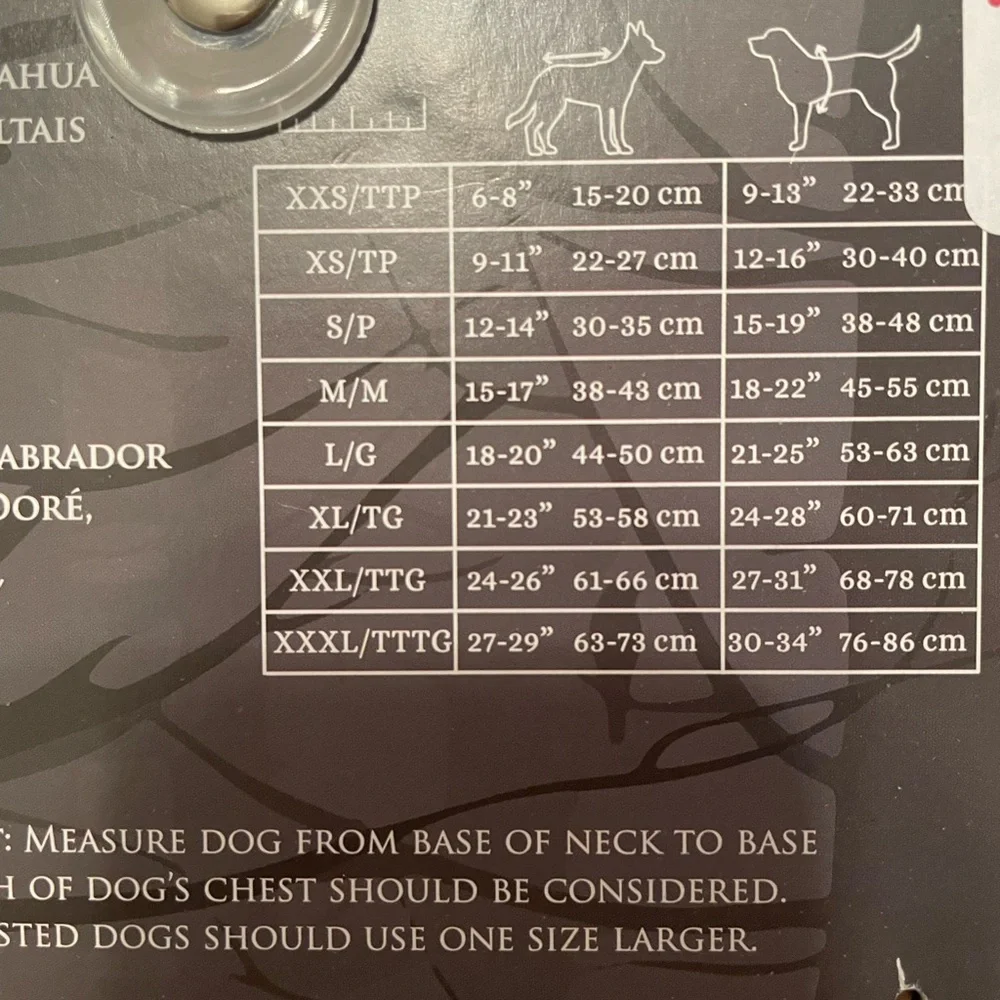 AHUA
LTAIS
XXS/TTP 6-8” 15-20 cm 9-13” 22-33 cm
XS/TP 9-11” 22-27 cm 12-16” 30-40 cm
S/P 12-14” 30-35 cm 15-19” 38-48 cm
M/M 15-17” 38-43 cm 18-22” 45-55 cm
ABRADOR
L/G 18-20” 44-50 cm 21-25” 53-63 cm
DORÉ,
XL/TG 21-23” 53-58 cm 24-28” 60-71 cm
XXL/TTG 24-26” 61-66 cm 27-31” 68-78 cm
XXXL/TTTG 27-29” 63-73 cm 30-34” 76-86 cm
: MEASURE DOG FROM BASE OF NECK TO BASE
H OF DOG’S CHEST SHOULD BE CONSIDERED.
STED DOGS SHOULD USE ONE SIZE LARGER.